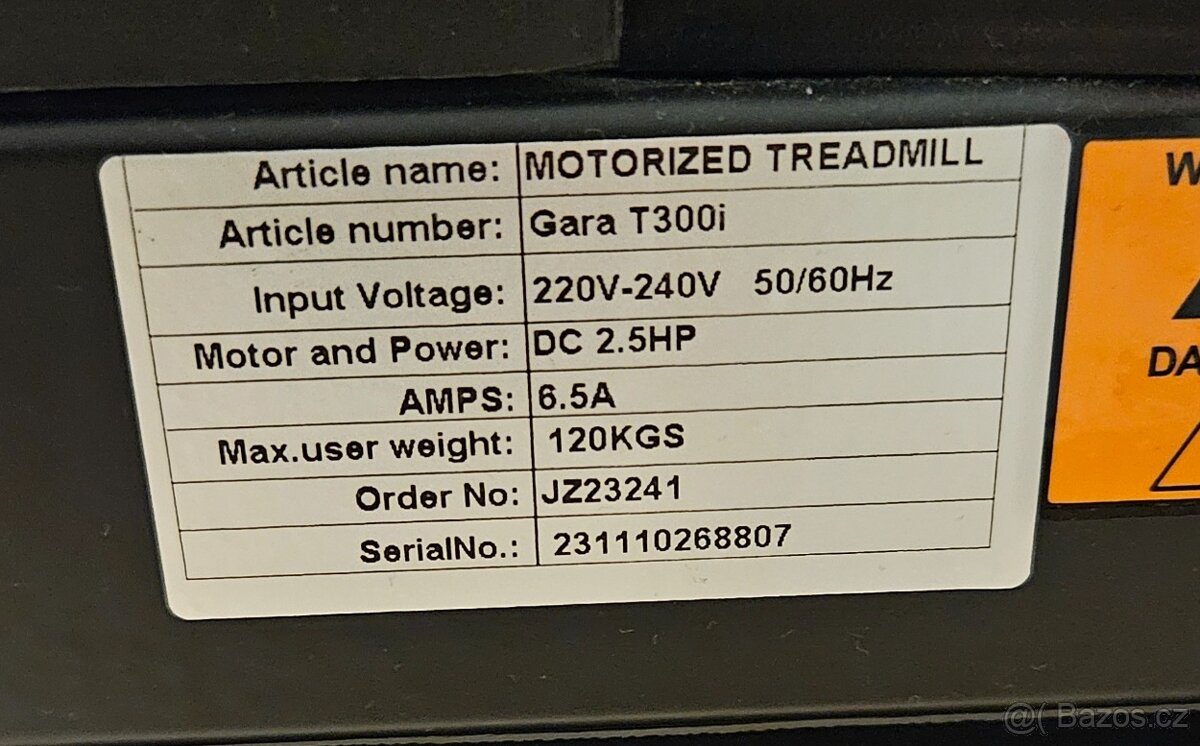 Article name: MOTORIZED TREADMILL
Article number: Gara T300i
Input Voltage: 220V-240V 50/60Hz
Motor and Power: DC 2.5HP
AMPS: 6.5A
Max.user weight: 120KGS
Order No: JZ23241
SerialNo.: 231110268807
W
DA
@( Bazos.cz